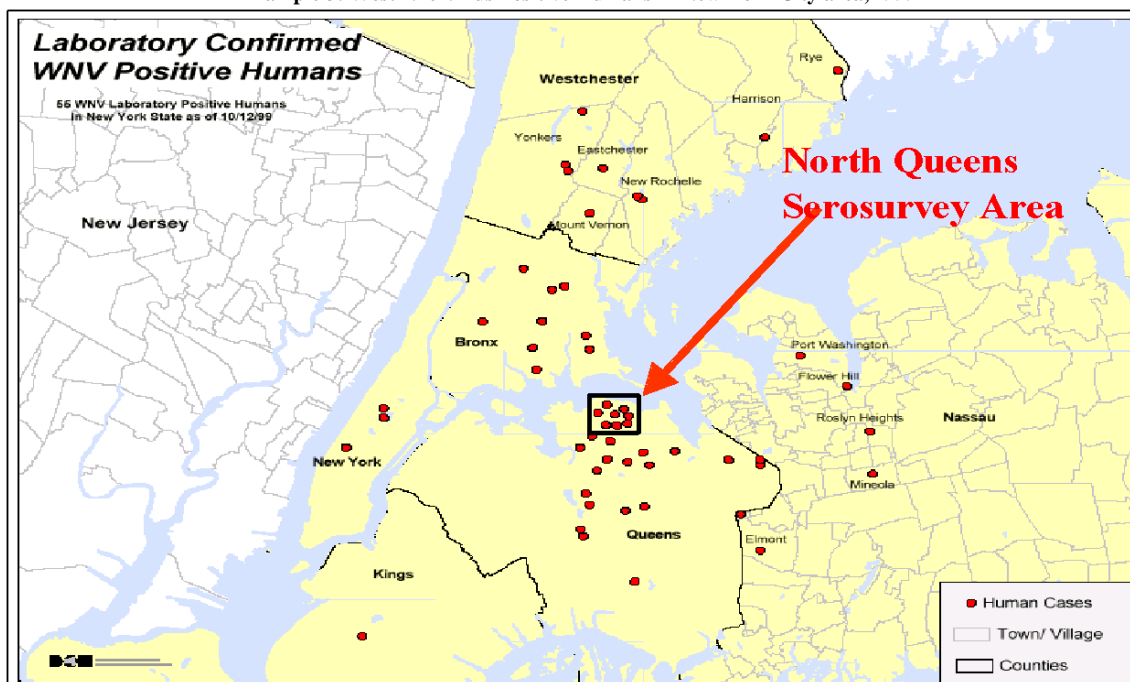 Laboratory Confirmed
WNV Positive Humans
55 WNV Laboratory Positive Humans
in New York State as of 10/12/99
Westchester
Rye
Harrison
Yonkers
Eastchester
New Rochelle
Mount Vernon
North Queens
Serosurvey Area
New Jersey
Bronx
Port Washington
Flower Hill
Roslyn Heights
Nassau
New York
Mineola
Queens
Elmont
Kings
Human Cases
Town/ Village
Counties